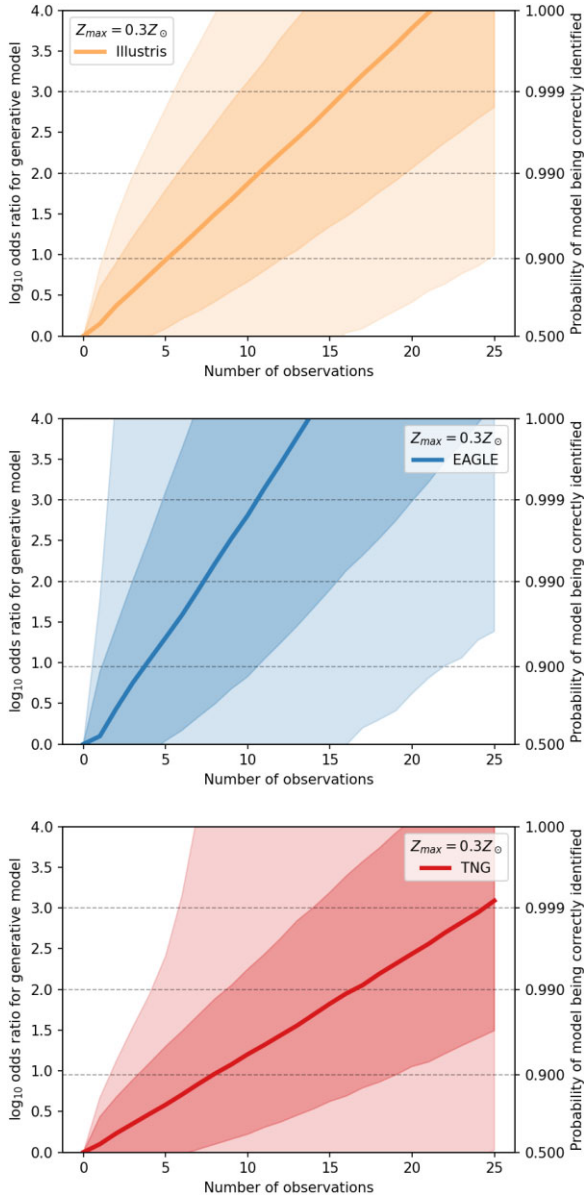 4.0
3.5
3.0
2.5
2.0
1.5
1.0
0.5
0.0
log₁₀ odds ratio for generative model
Z_max = 0.3Z_⊙
Illustris
1.000
0.999
0.990
0.900
0.500
Probability of model being correctly identified
0 5 10 15 20 25
Number of observations
4.0
3.5
3.0
2.5
2.0
1.5
1.0
0.5
0.0
log₁₀ odds ratio for generative model
Z_max = 0.3Z_⊙
EAGLE
1.000
0.999
0.990
0.900
0.500
Probability of model being correctly identified
0 5 10 15 20 25
Number of observations
4.0
3.5
3.0
2.5
2.0
1.5
1.0
0.5
0.0
log₁₀ odds ratio for generative model
Z_max = 0.3Z_⊙
TNG
1.000
0.999
0.990
0.900
0.500
Probability of model being correctly identified
0 5 10 15 20 25
Number of observations